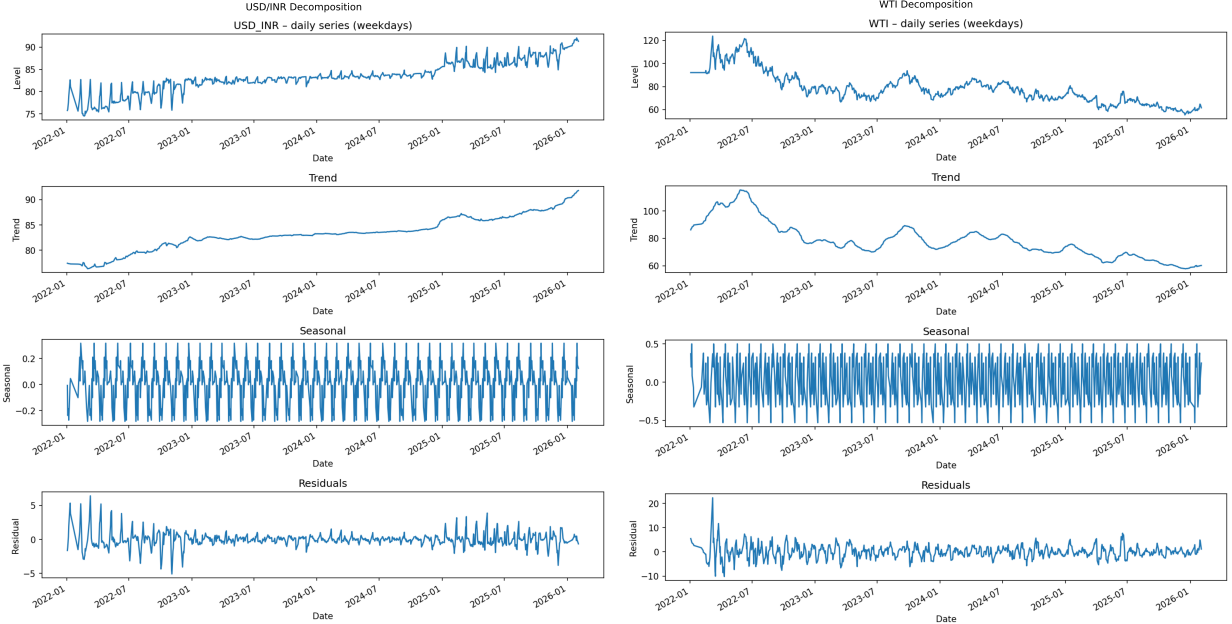 USD/INR Decomposition
USD_INR – daily series (weekdays)
90
85
80
75
Level
2022-01 2022-07 2023-01 2023-07 2024-01 2024-07 2025-01 2025-07 2026-01
Date
Trend
90
85
80
Trend
2022-01 2022-07 2023-01 2023-07 2024-01 2024-07 2025-01 2025-07 2026-01
Date
Seasonal
0.2
0.0
−0.2
Seasonal
2022-01 2022-07 2023-01 2023-07 2024-01 2024-07 2025-01 2025-07 2026-01
Date
Residuals
5
0
−5
Residual
2022-01 2022-07 2023-01 2023-07 2024-01 2024-07 2025-01 2025-07 2026-01
Date
WTI Decomposition
WTI – daily series (weekdays)
120
100
80
60
Level
2022-01 2022-07 2023-01 2023-07 2024-01 2024-07 2025-01 2025-07 2026-01
Date
Trend
100
80
60
Trend
2022-01 2022-07 2023-01 2023-07 2024-01 2024-07 2025-01 2025-07 2026-01
Date
Seasonal
0.5
0.0
−0.5
Seasonal
2022-01 2022-07 2023-01 2023-07 2024-01 2024-07 2025-01 2025-07 2026-01
Date
Residuals
20
10
0
−10
Residual
2022-01 2022-07 2023-01 2023-07 2024-01 2024-07 2025-01 2025-07 2026-01
Date